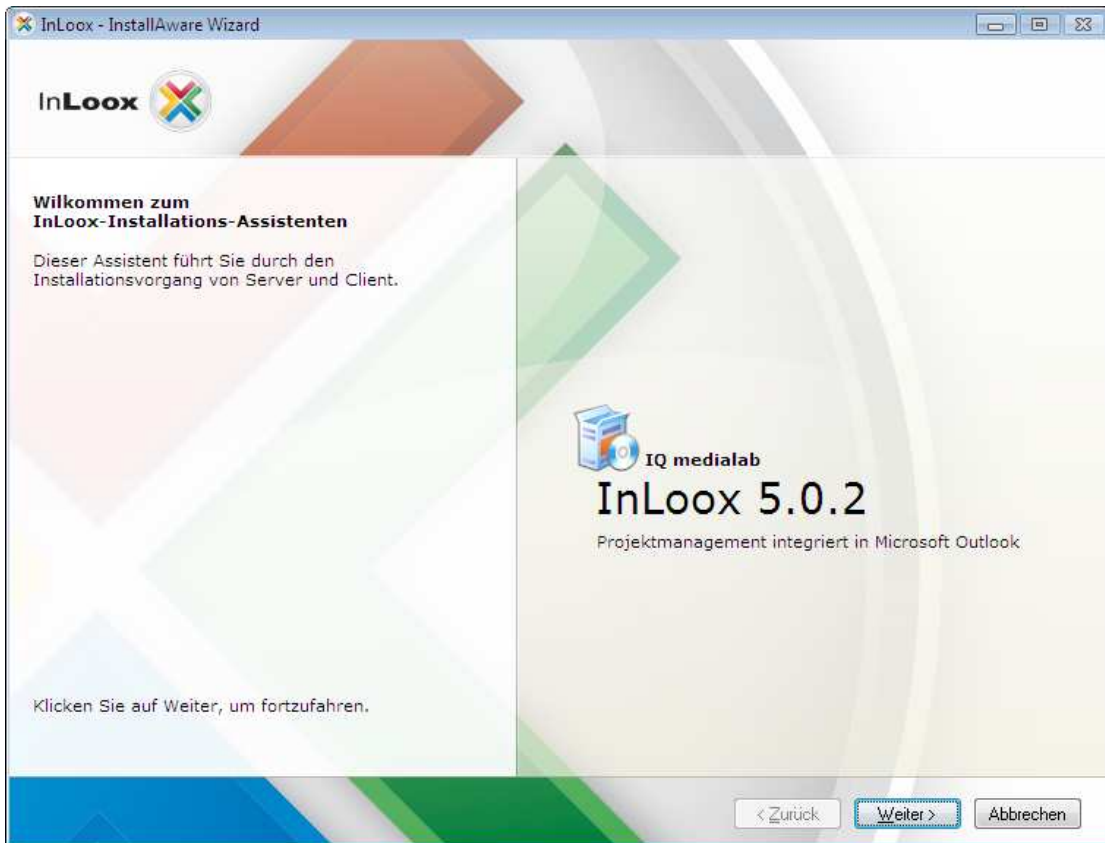 InLoox - InstallAware Wizard
InLoox
Wilkommen zum
InLoox-Installations-Assistenten
Dieser Assistent führt Sie durch den
Installationsvorgang von Server und Client.
IQ medialab
InLoox 5.0.2
Projektmanagement integriert in Microsoft Outlook
Klicken Sie auf Weiter, um fortzufahren.
< Zurück
Weiter >
Abbrechen